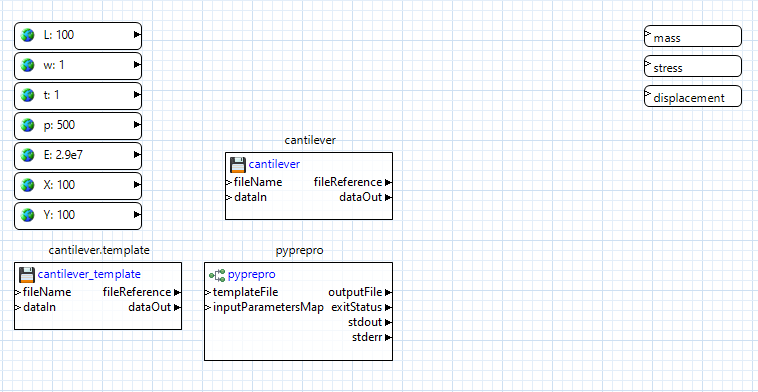 L: 100
w: 1
t: 1
p: 500
E: 2.9e7
X: 100
Y: 100
mass
stress
displacement
cantilever
cantilever
fileName fileReference
dataIn dataOut
cantilever.template
cantilever_template
fileName fileReference
dataIn dataOut
pyprepro
pyprepro
templateFile outputFile
inputParametersMap exitStatus
stdout
stderr